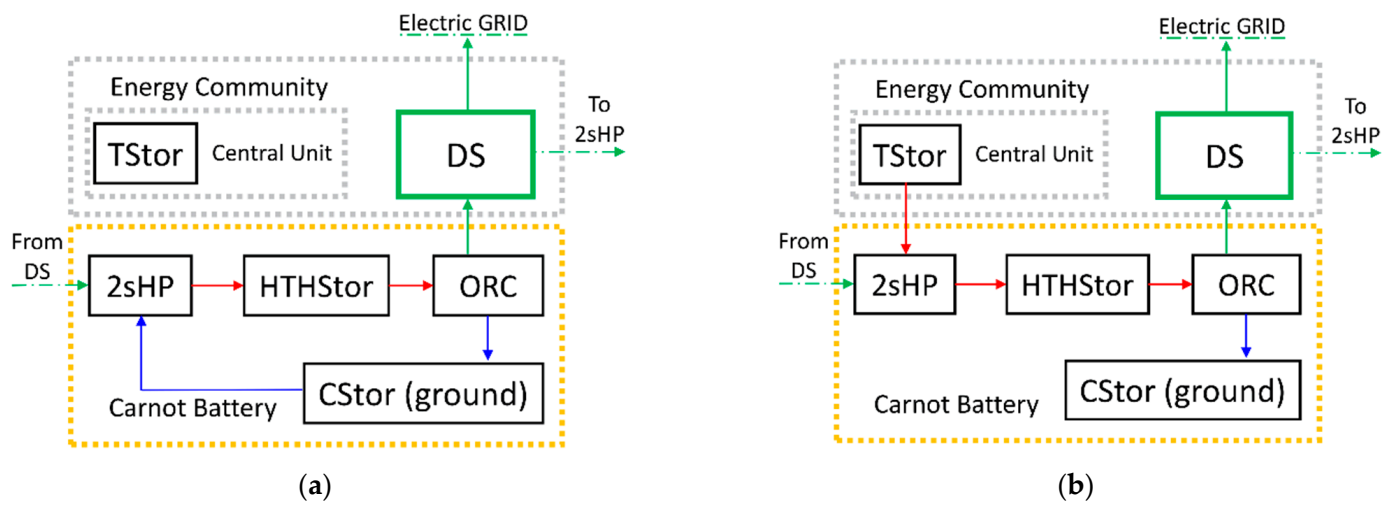 Electric GRID
Energy Community
TStor
Central Unit
DS
To
2sHP
From
DS
2sHP
HTHStor
ORC
CStor (ground)
Carnot Battery
(a)
Electric GRID
Energy Community
TStor
Central Unit
DS
To
2sHP
From
DS
2sHP
HTHStor
ORC
CStor (ground)
Carnot Battery
(b)